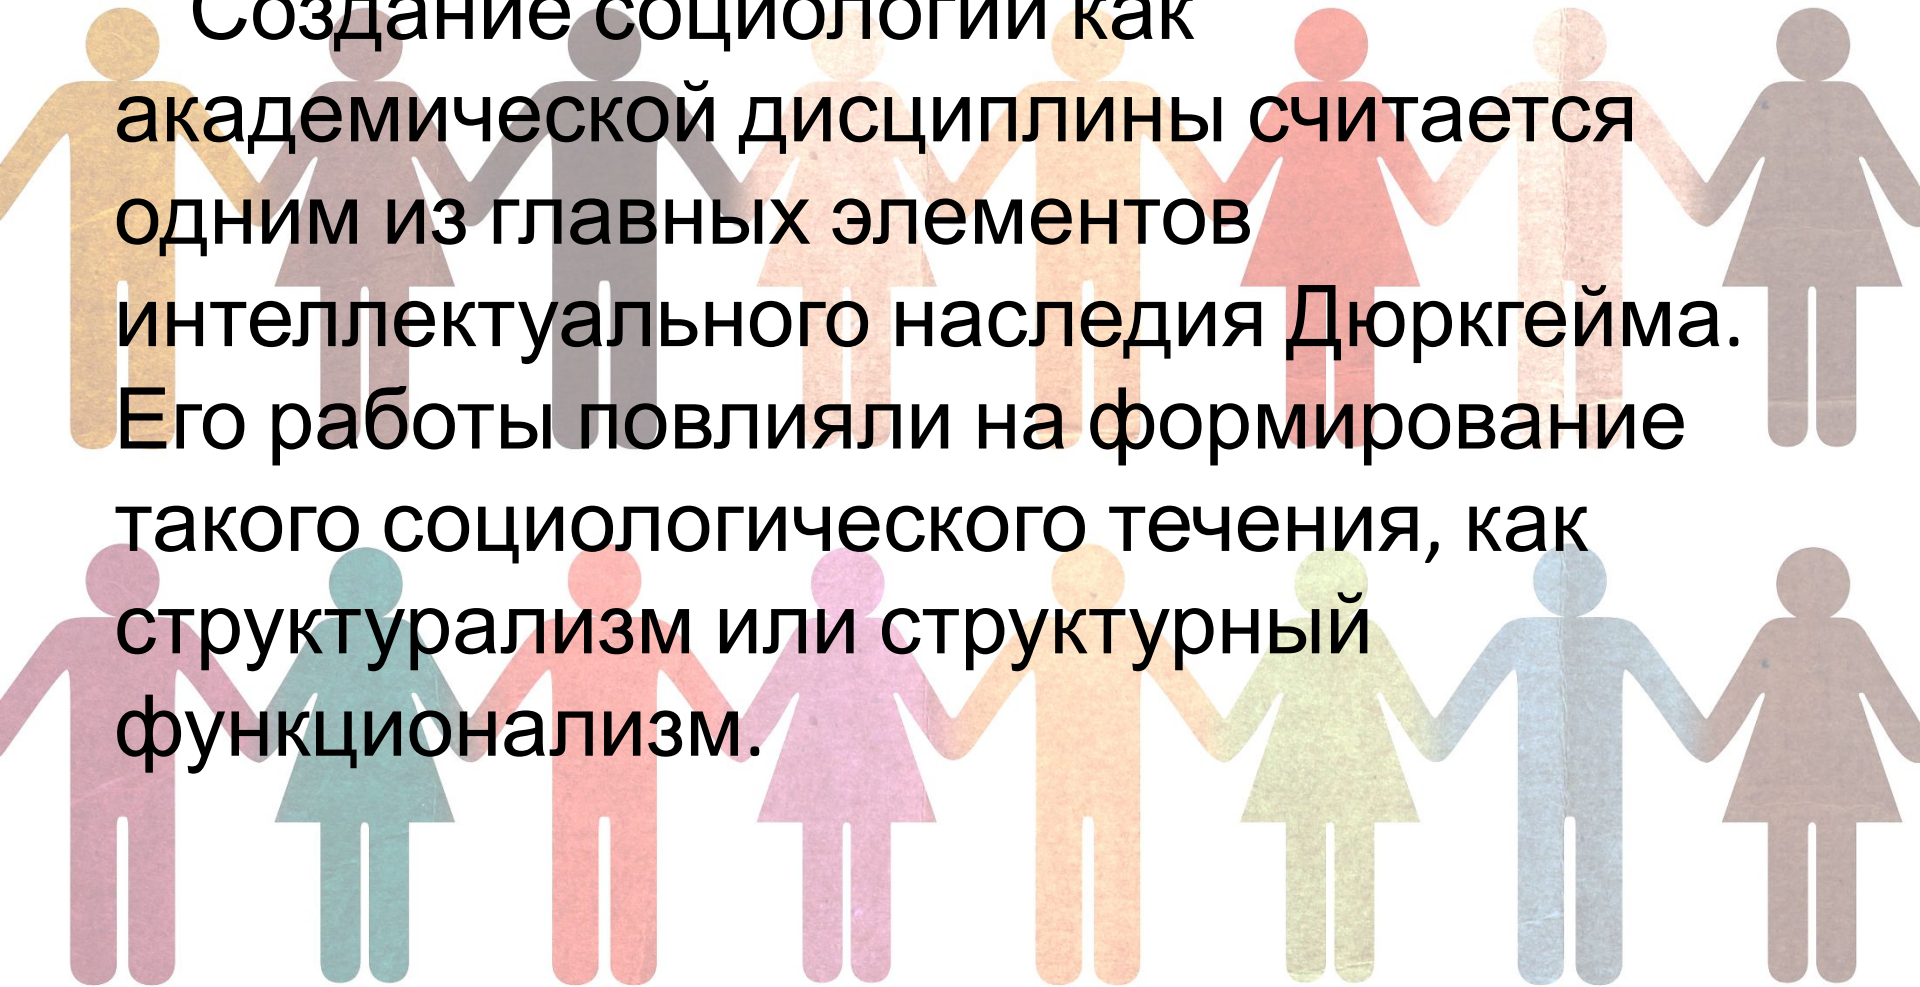 Создание социологии как
академической дисциплины считается
одним из главных элементов
интеллектуального наследия Дюркгейма.
Его работы повлияли на формирование
такого социологического течения, как
структурализм или структурный
функционализм.